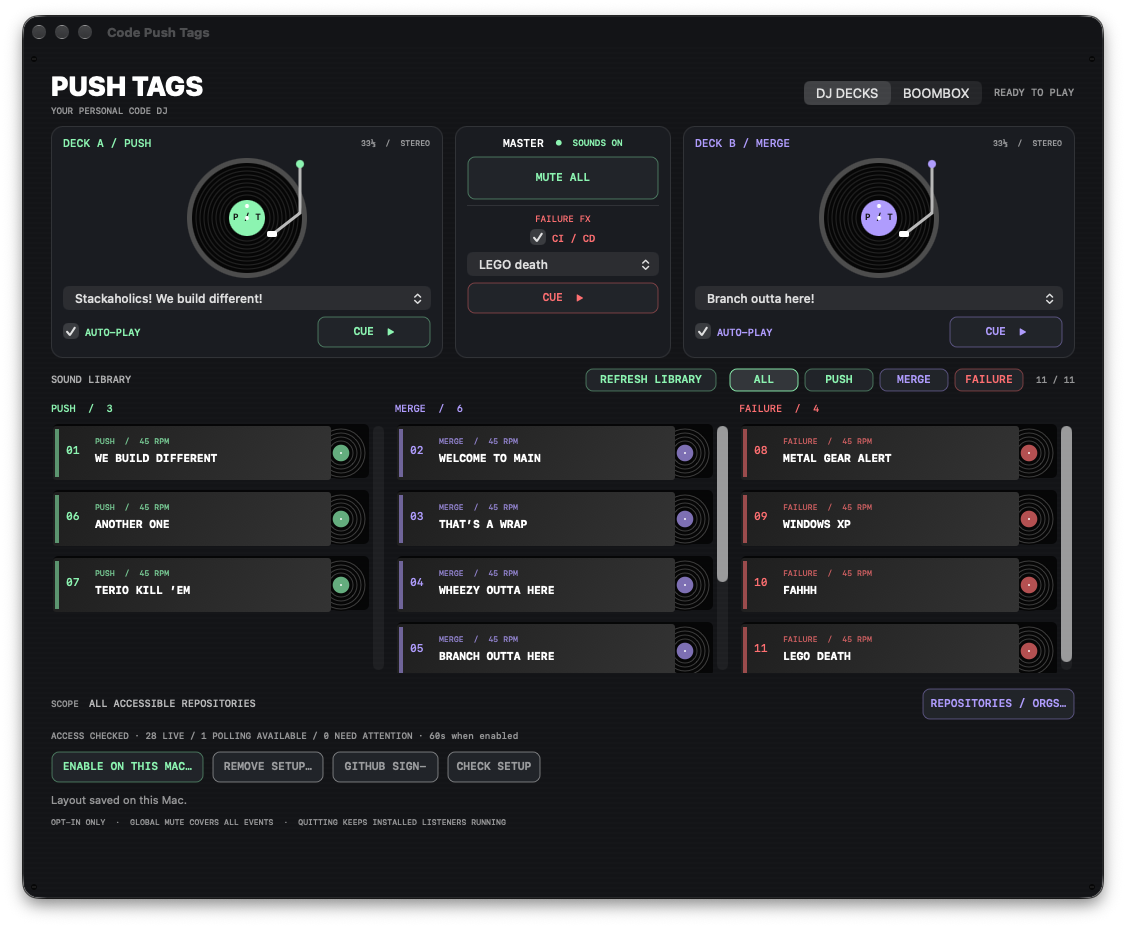 Code Push Tags
PUSH TAGS
YOUR PERSONAL CODE DJ
DJ DECKS
BOOMBOX
READY TO PLAY
DECK A / PUSH
33⅓ / STEREO
P / T
Stackaholics! We build different!
AUTO-PLAY
CUE ▶
MASTER ● SOUNDS ON
MUTE ALL
FAILURE FX
CI / CD
LEGO death
CUE ▶
DECK B / MERGE
33⅓ / STEREO
P / T
Branch outta here!
AUTO-PLAY
CUE ▶
SOUND LIBRARY
REFRESH LIBRARY
ALL
PUSH
MERGE
FAILURE
11 / 11
PUSH / 3
01
PUSH / 45 RPM
WE BUILD DIFFERENT
06
PUSH / 45 RPM
ANOTHER ONE
07
PUSH / 45 RPM
TERIO KILL ’EM
MERGE / 6
02
MERGE / 45 RPM
WELCOME TO MAIN
03
MERGE / 45 RPM
THAT’S A WRAP
04
MERGE / 45 RPM
WHEEZY OUTTA HERE
05
MERGE / 45 RPM
BRANCH OUTTA HERE
FAILURE / 4
08
FAILURE / 45 RPM
METAL GEAR ALERT
09
FAILURE / 45 RPM
WINDOWS XP
10
FAILURE / 45 RPM
FAHHH
11
FAILURE / 45 RPM
LEGO DEATH
SCOPE ALL ACCESSIBLE REPOSITORIES
REPOSITORIES / ORGS…
ACCESS CHECKED · 28 LIVE / 1 POLLING AVAILABLE / 0 NEED ATTENTION · 60s when enabled
ENABLE ON THIS MAC…
REMOVE SETUP…
GITHUB SIGN-
CHECK SETUP
Layout saved on this Mac.
OPT-IN ONLY · GLOBAL MUTE COVERS ALL EVENTS · QUITTING KEEPS INSTALLED LISTENERS RUNNING